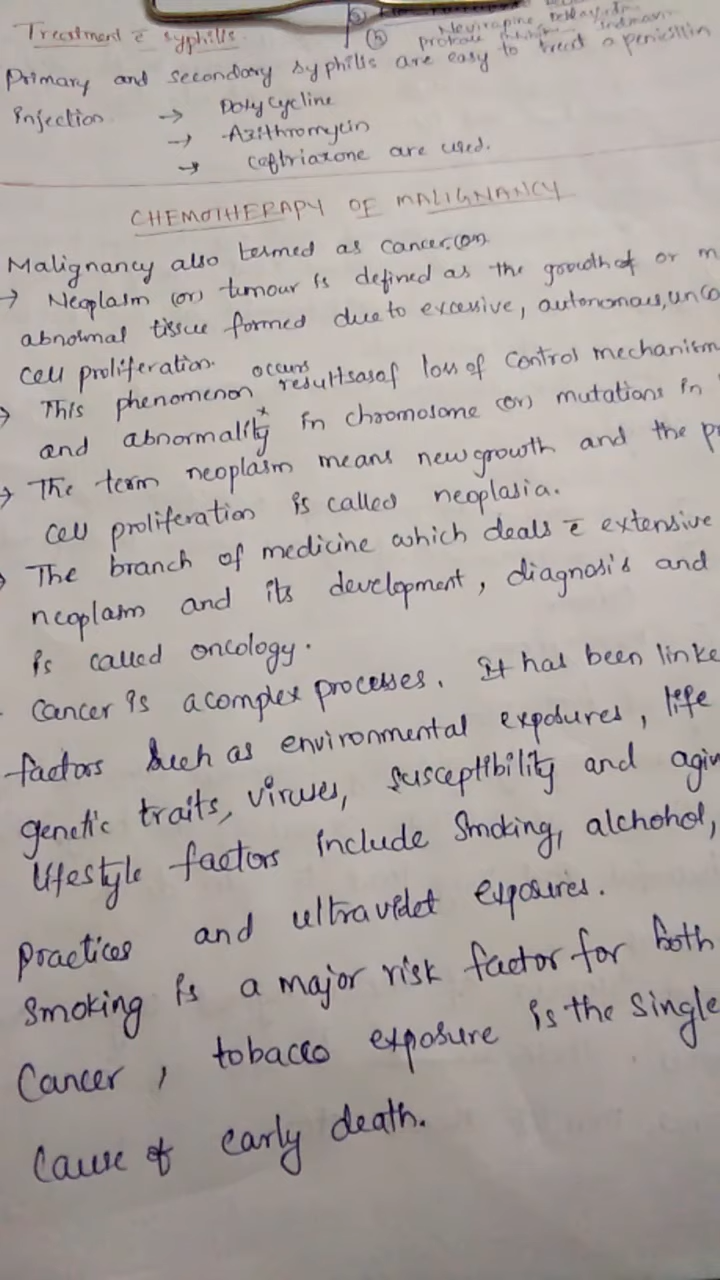 Treatment c̄ syphills.
⑤ Nevirapine,
Primary and secondary syphills are easy to treat a penicillin
injection → Doxycycline
→ Azithromycin
→ Ceftriaxone are used.
CHEMOTHERAPY OF MALIGNANCY
Malignancy also termed as cancer (or)
→ Neoplasm (or) tumour is defined as the growth of or m
abnormal tissue formed due to excessive, autonomous, unco
cell proliferation.
→ This phenomenon occurs results as of loss of control mechanism
and abnormality in chromosome (or) mutations in
→ The term neoplasm means new growth and the pr
cell proliferation is called neoplasia.
→ The branch of medicine which deals c̄ extensive
neoplasm and its development, diagnosis and
is called oncology.
- Cancer is a complex processes. It has been linke
factors such as environmental exposures, life
genetic traits, viruses, susceptibility and agin
lifestyle factors include smoking, alchohol,
practices and ultraviolet exposures.
smoking is a major risk factor for both
Cancer, tobacco exposure is the single
cause of early death.